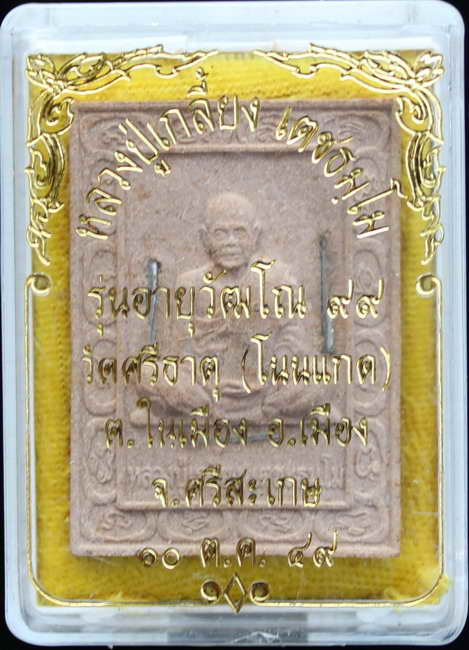 หลวงปู่เกลี้ยง เตชธมฺโม
รุ่นอายุวัฒโณ ๙๙
วัดศรีธาตุ (โนนแกด)
ต.ในเมือง อ.เมือง
จ.ศรีสะเกษ
๑๐ ต.ค. ๔๙